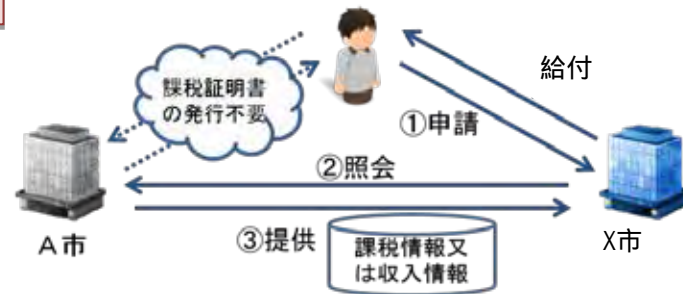 課税証明書
の発行不要
給付
①申請
②照会
③提供
課税情報又
は収入情報
A市
X市